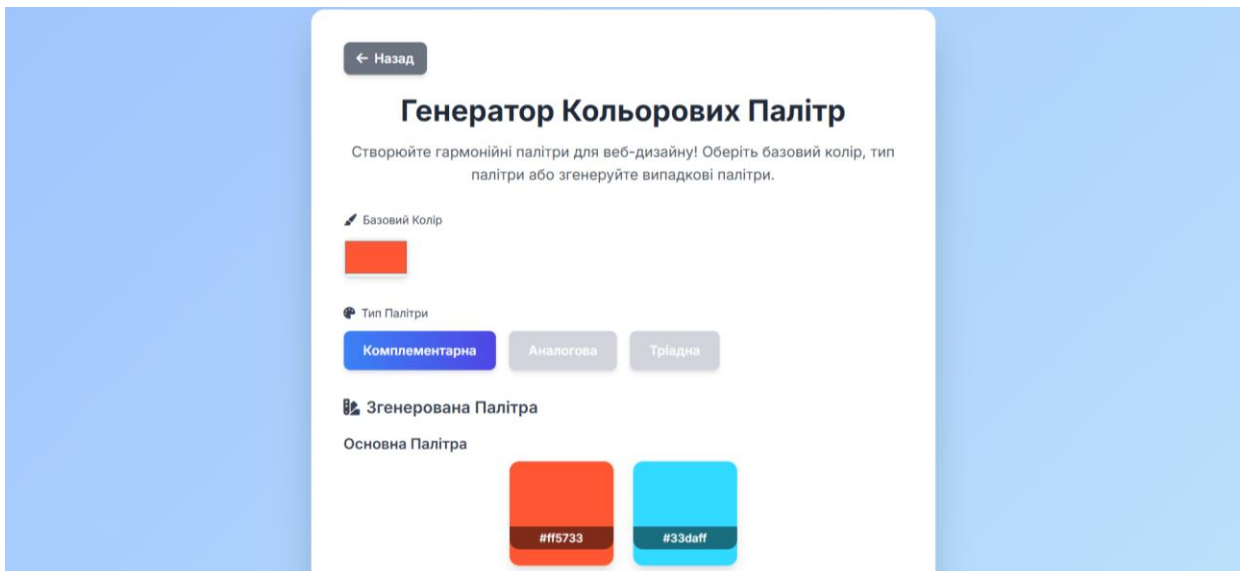 ← Назад
Генератор Кольорових Палітр
Створюйте гармонійні палітри для веб-дизайну! Оберіть базовий колір, тип
палітри або згенеруйте випадкові палітри.
Базовий Колір
Тип Палітри
Комплементарна Аналогова Тріадна
Згенерована Палітра
Основна Палітра
#ff5733 #33daff